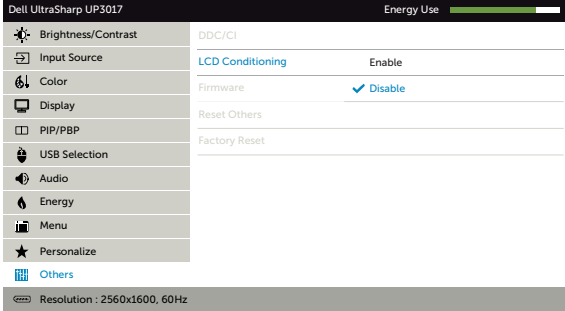 Dell UltraSharp UP3017 Energy Use
Brightness/Contrast DDC/CI
Input Source LCD Conditioning Enable
Color Firmware Disable
Display Reset Others
PIP/PBP Factory Reset
USB Selection
Audio
Energy
Menu
Personalize
Others
Resolution : 2560x1600, 60Hz